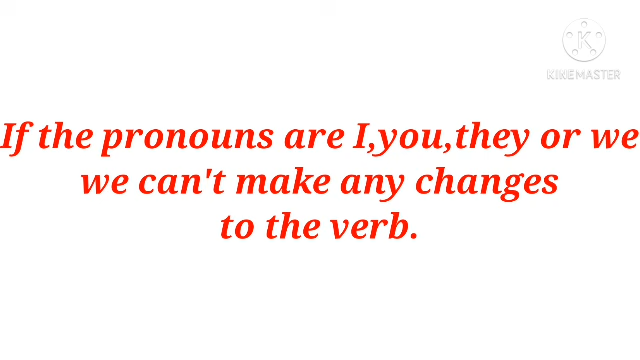 K
KINEMASTER
If the pronouns are I,you,they or we
we can't make any changes
to the verb.